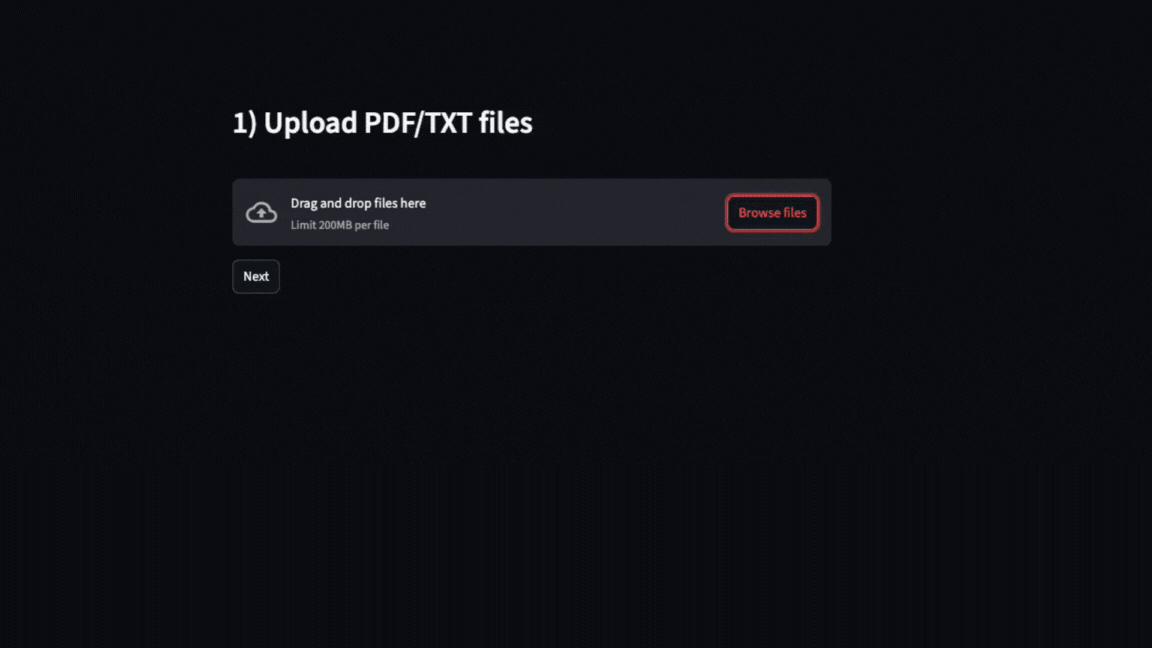 1) Upload PDF/TXT files
Drag and drop files here
Limit 200MB per file
Browse files
Next